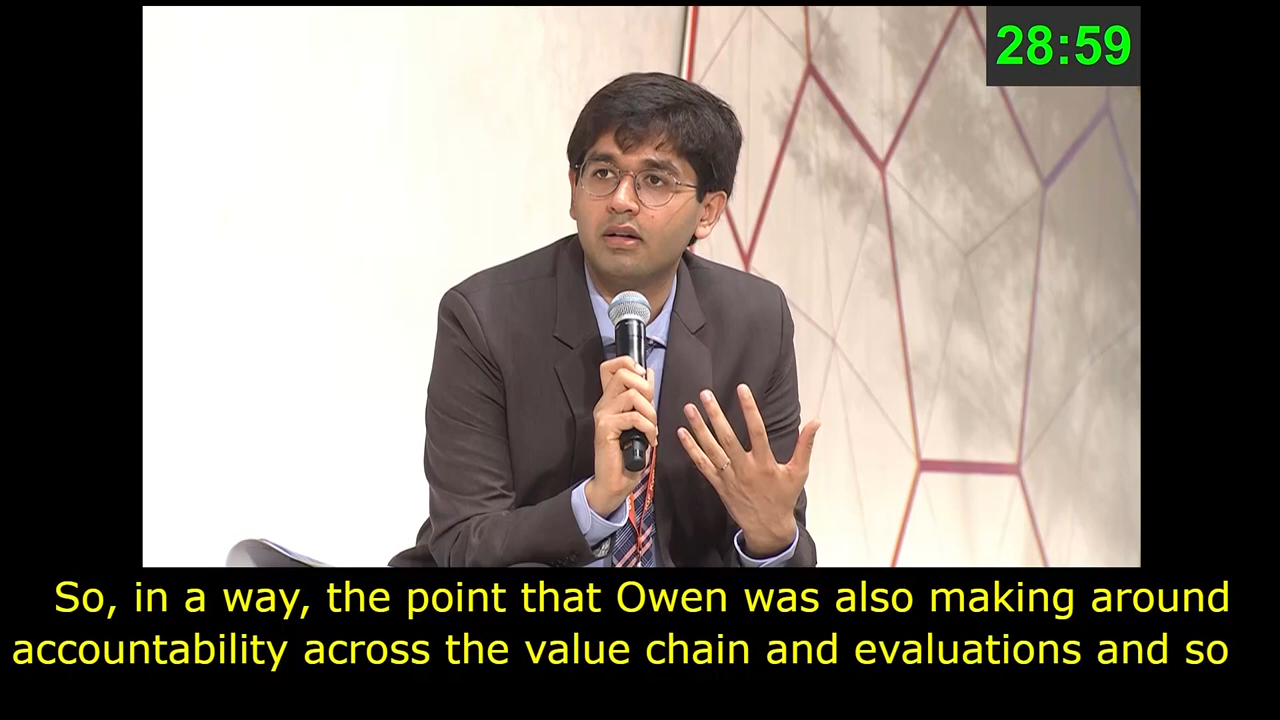 28:59
So, in a way, the point that Owen was also making around
accountability across the value chain and evaluations and so